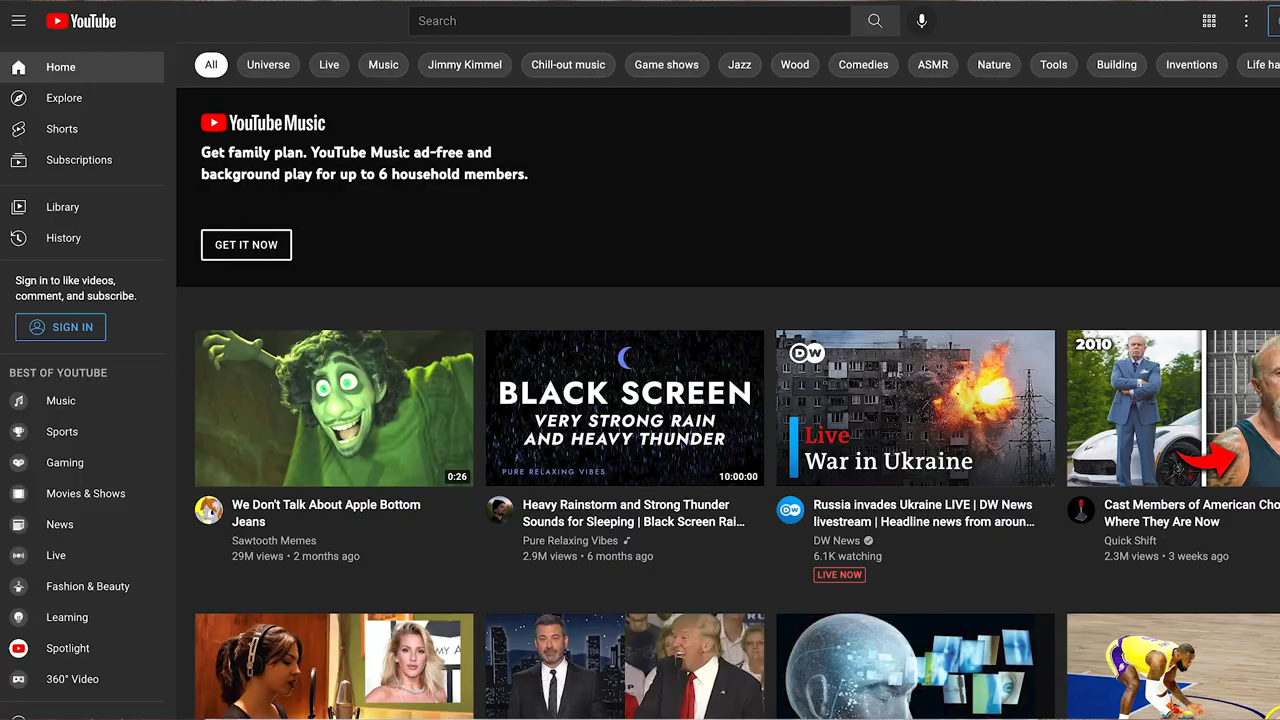 YouTube
Search
Home
Explore
Shorts
Subscriptions
Library
History
Sign in to like videos,
comment, and subscribe.
SIGN IN
BEST OF YOUTUBE
Music
Sports
Gaming
Movies & Shows
News
Live
Fashion & Beauty
Learning
Spotlight
360° Video
All
Universe
Live
Music
Jimmy Kimmel
Chill-out music
Game shows
Jazz
Wood
Comedies
ASMR
Nature
Tools
Building
Inventions
Life ha
YouTube Music
Get family plan. YouTube Music ad-free and
background play for up to 6 household members.
GET IT NOW
0:26
We Don't Talk About Apple Bottom
Jeans
Sawtooth Memes
29M views • 2 months ago
BLACK SCREEN
VERY STRONG RAIN
AND HEAVY THUNDER
PURE RELAXING VIBES
10:00:00
Heavy Rainstorm and Strong Thunder
Sounds for Sleeping | Black Screen Rai...
Pure Relaxing Vibes
2.9M views • 6 months ago
DW
Live
War in Ukraine
DW
Russia invades Ukraine LIVE | DW News
livestream | Headline news from aroun...
DW News
6.1K watching
LIVE NOW
2010
Cast Members of American Cho
Where They Are Now
Quick Shift
2.3M views • 3 weeks ago